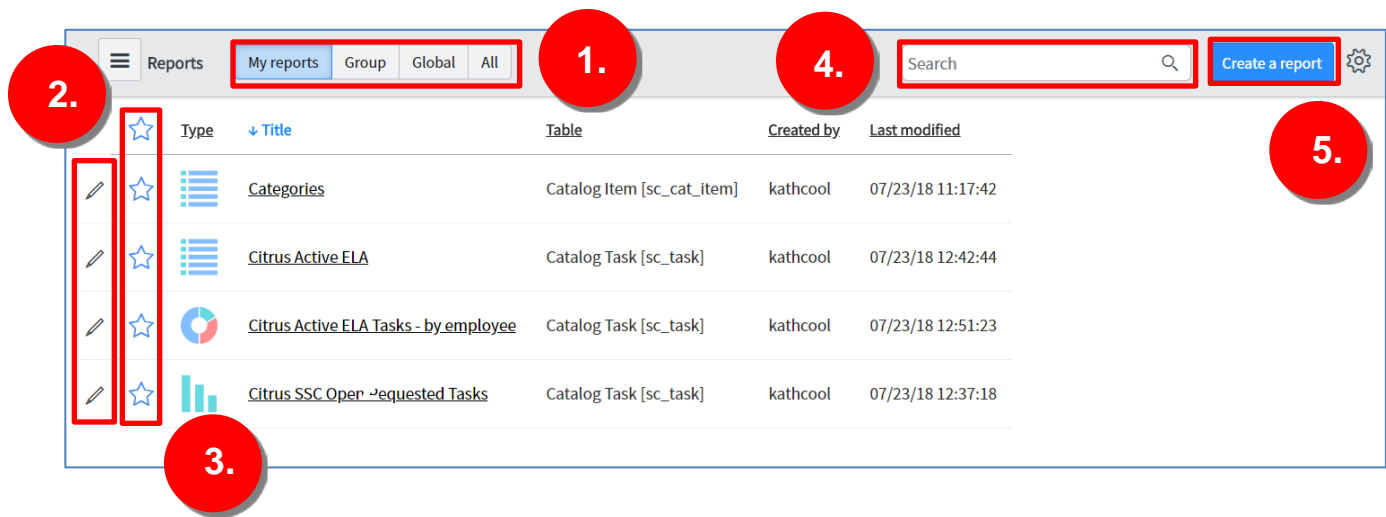 Reports My reports Group Global All 1. 4. Search Create a report
2.
Type ↓ Title Table Created by Last modified
5.
Categories Catalog Item [sc_cat_item] kathcool 07/23/18 11:17:42
Citrus Active ELA Catalog Task [sc_task] kathcool 07/23/18 12:42:44
Citrus Active ELA Tasks - by employee Catalog Task [sc_task] kathcool 07/23/18 12:51:23
Citrus SSC Open Requested Tasks Catalog Task [sc_task] kathcool 07/23/18 12:37:18
3.